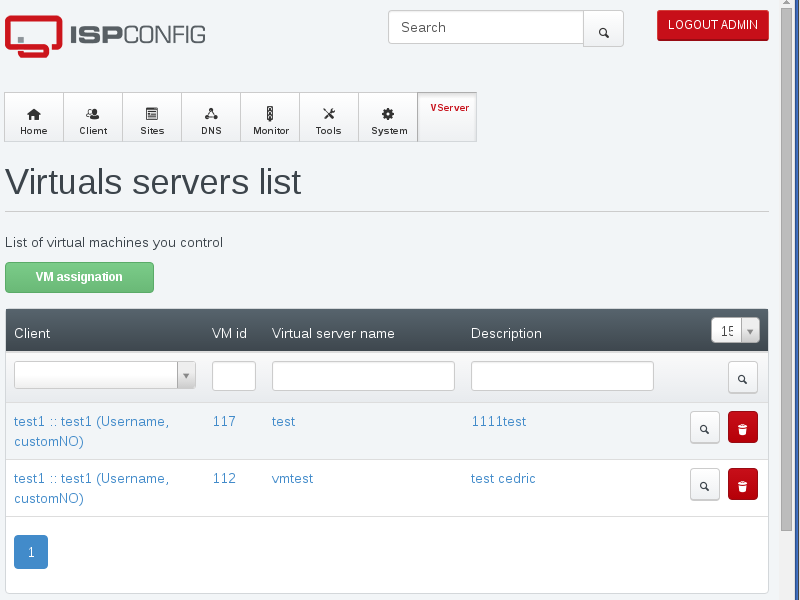 ISPCONFIG
Search
LOGOUT ADMIN
Home
Client
Sites
DNS
Monitor
Tools
System
VServer
Virtuals servers list
List of virtual machines you control
VM assignation
Client VM id Virtual server name Description 15
test1 :: test1 (Username, 117 test 1111test
customNO)
test1 :: test1 (Username, 112 vmtest test cedric
customNO)
1